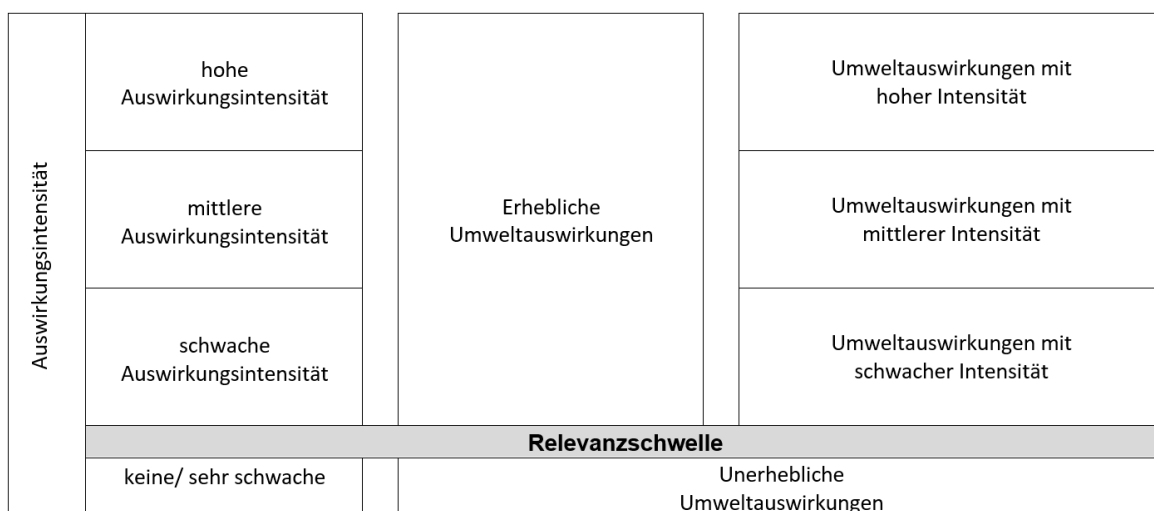 Auswirkungsintensität
hohe
Auswirkungsintensität
Umweltauswirkungen mit
hoher Intensität
mittlere
Auswirkungsintensität
Erhebliche
Umweltauswirkungen
Umweltauswirkungen mit
mittlerer Intensität
schwache
Auswirkungsintensität
Umweltauswirkungen mit
schwacher Intensität
Relevanzschwelle
keine/ sehr schwache
Unerhebliche
Umweltauswirkungen